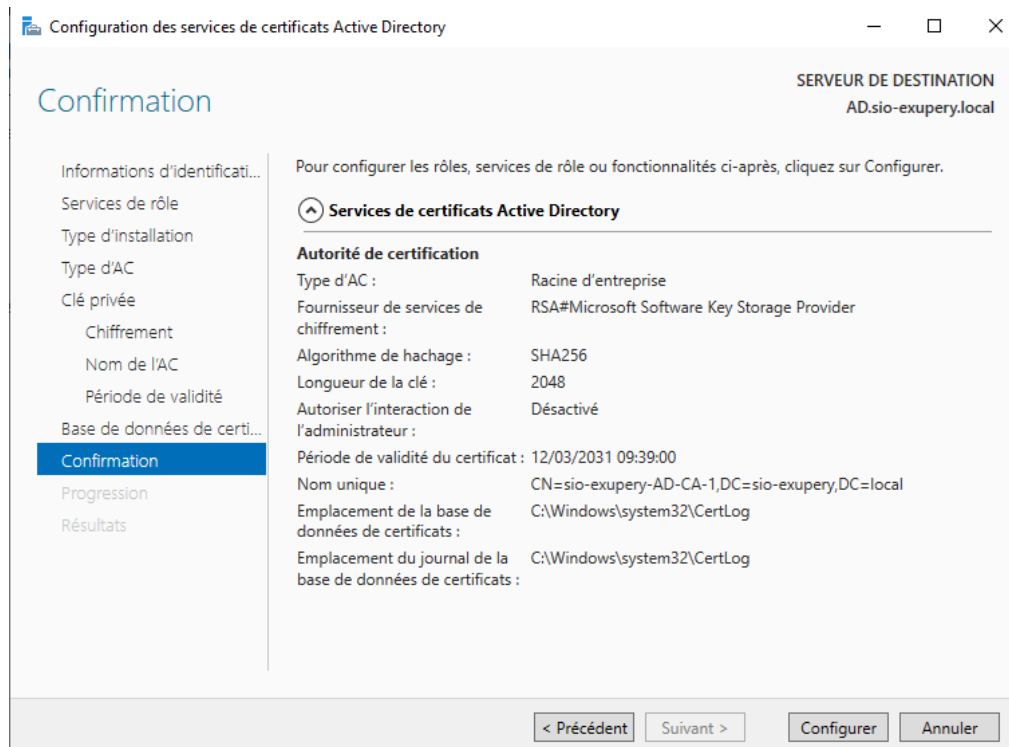 Configuration des services de certificats Active Directory
Confirmation
SERVEUR DE DESTINATION
AD.sio-exupery.local
Informations d'identificati...
Services de rôle
Type d'installation
Type d'AC
Clé privée
Chiffrement
Nom de l'AC
Période de validité
Base de données de certi...
Confirmation
Progression
Résultats
Pour configurer les rôles, services de rôle ou fonctionnalités ci-après, cliquez sur Configurer.
Services de certificats Active Directory
Autorité de certification
Type d'AC : Racine d'entreprise
Fournisseur de services de RSA#Microsoft Software Key Storage Provider
chiffrement :
Algorithme de hachage : SHA256
Longueur de la clé : 2048
Autoriser l'interaction de Désactivé
l'administrateur :
Période de validité du certificat : 12/03/2031 09:39:00
Nom unique : CN=sio-exupery-AD-CA-1,DC=sio-exupery,DC=local
Emplacement de la base de C:\Windows\system32\CertLog
données de certificats :
Emplacement du journal de la C:\Windows\system32\CertLog
base de données de certificats :
< Précédent Suivant > Configurer Annuler